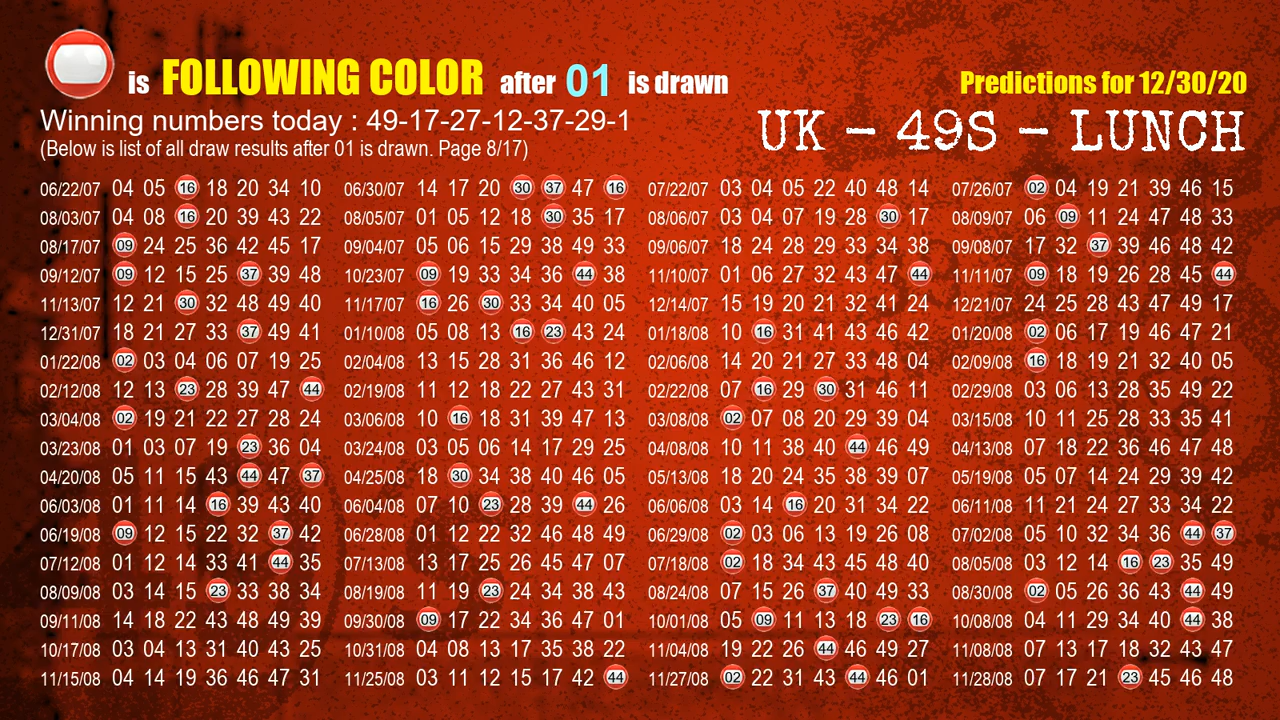 is FOLLOWING COLOR after 01 is drawn
Predictions for 12/30/20
Winning numbers today : 49-17-27-12-37-29-1
UK - 49S - LUNCH
(Below is list of all draw results after 01 is drawn. Page 8/17)
06/22/07 04 05 16 18 20 34 10 06/30/07 14 17 20 30 37 47 16 07/22/07 03 04 05 22 40 48 14 07/26/07 02 04 19 21 39 46 15
08/03/07 04 08 16 20 39 43 22 08/05/07 01 05 12 18 30 35 17 08/06/07 03 04 07 19 28 30 17 08/09/07 06 09 11 24 47 48 33
08/17/07 09 24 25 36 42 45 17 09/04/07 05 06 15 29 38 49 33 09/06/07 18 24 28 29 33 34 38 09/08/07 17 32 37 39 46 48 42
09/12/07 09 12 15 25 37 39 48 10/23/07 09 19 33 34 36 44 38 11/10/07 01 06 27 32 43 47 44 11/11/07 09 18 19 26 28 45 44
11/13/07 12 21 30 32 48 49 40 11/17/07 16 26 30 33 34 40 05 12/14/07 15 19 20 21 32 41 24 12/21/07 24 25 28 43 47 49 17
12/31/07 18 21 27 33 37 49 41 01/10/08 05 08 13 16 23 43 24 01/18/08 10 16 31 41 43 46 42 01/20/08 02 06 17 19 46 47 21
01/22/08 02 03 04 06 07 19 25 02/04/08 13 15 28 31 36 46 12 02/06/08 14 20 21 27 33 48 04 02/09/08 16 18 19 21 32 40 05
02/12/08 12 13 23 28 39 47 44 02/19/08 11 12 18 22 27 43 31 02/22/08 07 16 29 30 31 46 11 02/29/08 03 06 13 28 35 49 22
03/04/08 02 19 21 22 27 28 24 03/06/08 10 16 18 31 39 47 13 03/08/08 02 07 08 20 29 39 04 03/15/08 10 11 25 28 33 35 41
03/23/08 01 03 07 19 23 36 04 03/24/08 03 05 06 14 17 29 25 04/08/08 10 11 38 40 44 46 49 04/13/08 07 18 22 36 46 47 48
04/20/08 05 11 15 43 44 47 37 04/25/08 18 30 34 38 40 46 05 05/13/08 18 20 24 35 38 39 07 05/19/08 05 07 14 24 29 39 42
06/03/08 01 11 14 16 39 43 40 06/04/08 07 10 23 28 39 44 26 06/06/08 03 14 16 20 31 34 22 06/11/08 11 21 24 27 33 34 22
06/19/08 09 12 15 22 32 37 42 06/28/08 01 12 22 32 46 48 49 06/29/08 02 03 06 13 19 26 08 07/02/08 05 10 32 34 36 44 37
07/12/08 01 12 14 33 41 44 35 07/13/08 13 17 25 26 45 47 07 07/18/08 02 18 34 43 45 48 40 08/05/08 03 12 14 16 23 35 49
08/09/08 03 14 15 23 33 38 34 08/19/08 11 19 23 24 34 38 43 08/24/08 07 15 26 37 40 49 33 08/30/08 02 05 26 36 43 44 49
09/11/08 14 18 22 43 48 49 39 09/30/08 09 17 22 34 36 47 01 10/01/08 05 09 11 13 18 23 16 10/08/08 04 11 29 34 40 44 38
10/17/08 03 04 13 31 40 43 25 10/31/08 04 08 13 17 35 38 22 11/04/08 19 22 26 44 46 49 27 11/08/08 07 13 17 18 32 43 47
11/15/08 04 14 19 36 46 47 31 11/25/08 03 11 12 15 17 42 44 11/27/08 02 22 31 43 44 46 01 11/28/08 07 17 21 23 45 46 48